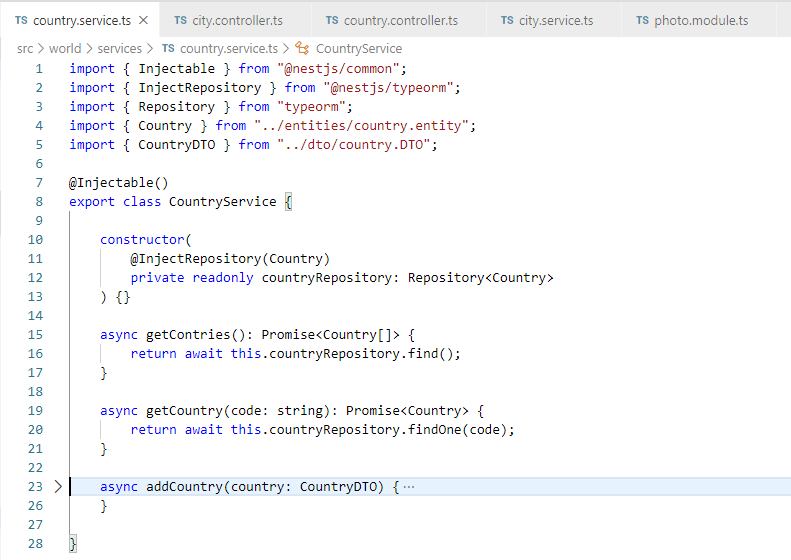 TS country.service.ts × TS city.controller.ts TS country.controller.ts TS city.service.ts TS photo.module.ts
src > world > services > TS country.service.ts > CountryService
1 import { Injectable } from "@nestjs/common";
2 import { InjectRepository } from "@nestjs/typeorm";
3 import { Repository } from "typeorm";
4 import { Country } from "../entities/country.entity";
5 import { CountryDTO } from "../dto/country.DTO";
6
7 @Injectable()
8 export class CountryService {
9
10 constructor(
11 @InjectRepository(Country)
12 private readonly countryRepository: Repository<Country>
13 ) {}
14
15 async getContries(): Promise<Country[]> {
16 return await this.countryRepository.find();
17 }
18
19 async getCountry(code: string): Promise<Country> {
20 return await this.countryRepository.findOne(code);
21 }
22
23 > async addCountry(country: CountryDTO) { ···
26 }
27
28 }